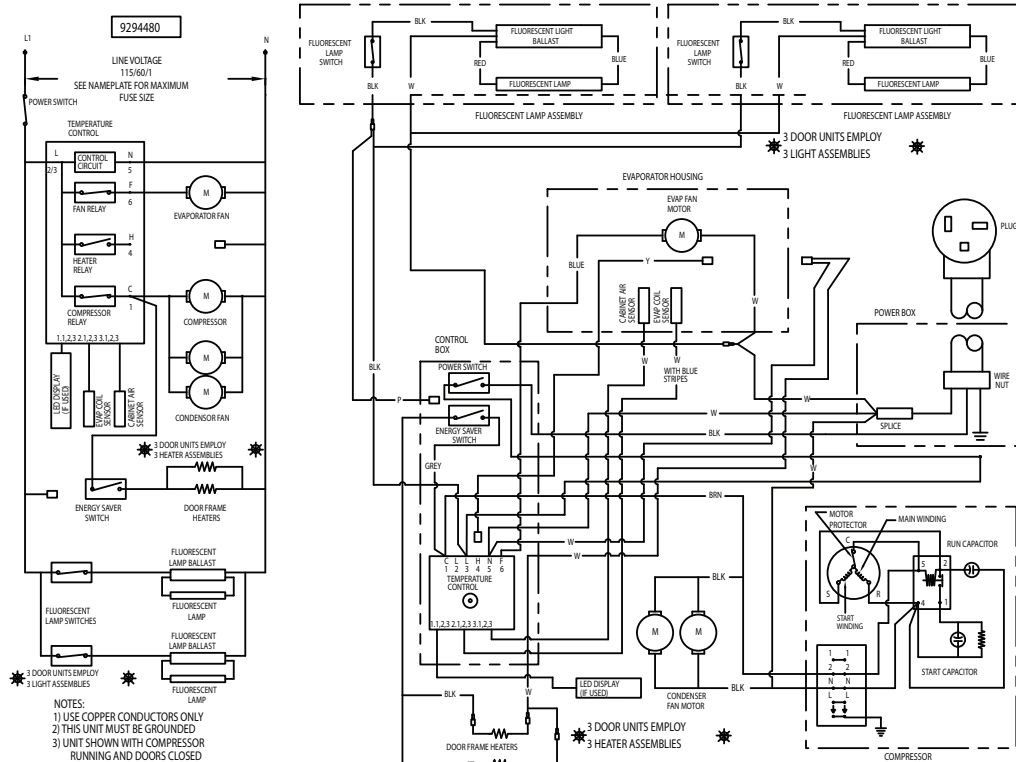 9294480
L1
N
LINE VOLTAGE
115/60/1
SEE NAMEPLATE FOR MAXIMUM
FUSE SIZE
POWER SWITCH
TEMPERATURE
CONTROL
L
2/3
CONTROL
CIRCUIT
N
5
F
6
FAN RELAY
M
EVAPORATOR FAN
H
4
HEATER
RELAY
C
1
COMPRESSOR
RELAY
M
COMPRESSOR
1.1,2,3 2.1,2,3 3.1,2,3
M
M
CONDENSOR FAN
LED DISPLAY
(IF USED)
EVAP COIL
SENSOR
CABINET AIR
SENSOR
3 DOOR UNITS EMPLOY
3 HEATER ASSEMBLIES
ENERGY SAVER
SWITCH
DOOR FRAME
HEATERS
FLUORESCENT
LAMP BALLAST
FLUORESCENT
LAMP SWITCHES
FLUORESCENT
LAMP
FLUORESCENT
LAMP BALLAST
3 DOOR UNITS EMPLOY
3 LIGHT ASSEMBLIES
FLUORESCENT
LAMP
NOTES:
1) USE COPPER CONDUCTORS ONLY
2) THIS UNIT MUST BE GROUNDED
3) UNIT SHOWN WITH COMPRESSOR
RUNNING AND DOORS CLOSED
FLUORESCENT
LAMP
SWITCH
BLK
FLUORESCENT LIGHT
BALLAST
RED
BLUE
BLK
W
FLUORESCENT LAMP
FLUORESCENT LAMP ASSEMBLY
FLUORESCENT
LAMP
SWITCH
BLK
FLUORESCENT LIGHT
BALLAST
RED
BLUE
BLK
W
FLUORESCENT LAMP
FLUORESCENT LAMP ASSEMBLY
3 DOOR UNITS EMPLOY
3 LIGHT ASSEMBLIES
EVAPORATOR HOUSING
EVAP FAN
MOTOR
M
BLUE
Y
W
CABINET AIR
SENSOR
EVAP COIL
SENSOR
W
W
WITH BLUE
STRIPES
PLUG
POWER BOX
WIRE
NUT
SPLICE
CONTROL
BOX
POWER SWITCH
BLK
P
ENERGY SAVER
SWITCH
GREY
W
W
BLK
W
BRN
W
W
C L L H N F
1 2 3 4 5 6
TEMPERATURE
CONTROL
1.1,2,3 2.1,2,3 3.1,2,3
BLK
M
M
BLK
CONDENSER
FAN MOTOR
LED DISPLAY
(IF USED)
BLK
W
DOOR FRAME HEATERS
3 DOOR UNITS EMPLOY
3 HEATER ASSEMBLIES
MOTOR
PROTECTOR
MAIN WINDING
C
S
R
START
WINDING
RUN CAPACITOR
5
2
4
1
START CAPACITOR
1 1
2 2
N N
L L
COMPRESSOR